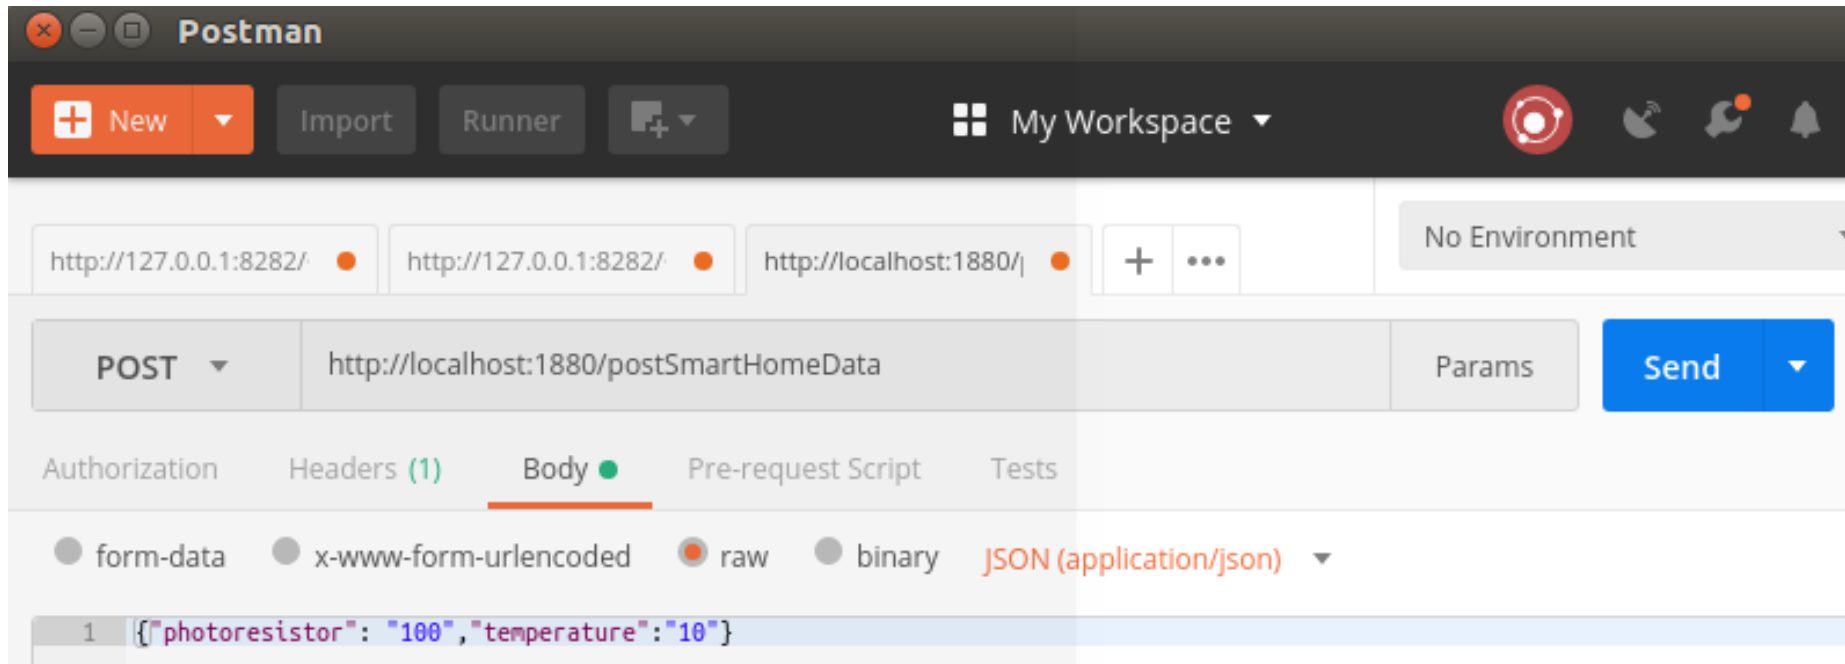 Postman
New Import Runner My Workspace
http://127.0.0.1:8282/ http://127.0.0.1:8282/ http://localhost:1880/ No Environment
POST http://localhost:1880/postSmartHomeData Params Send
Authorization Headers (1) Body Pre-request Script Tests
form-data x-www-form-urlencoded raw binary JSON (application/json)
1 {"photoresistor": "100","temperature":"10"}